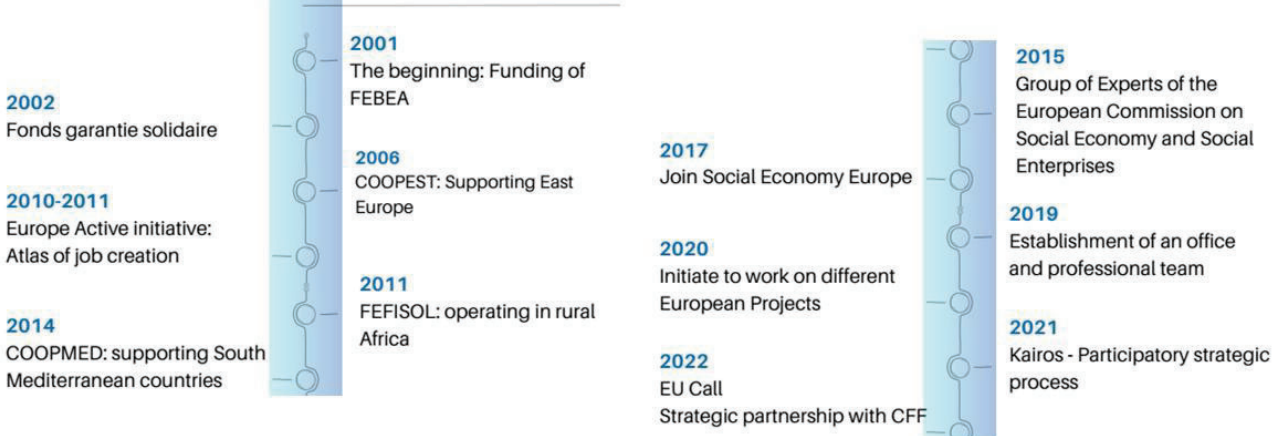 2001
The beginning: Funding of
FEBEA
2002
Fonds garantie solidaire
2006
COOPEST: Supporting East
Europe
2010-2011
Europe Active initiative:
Atlas of job creation
2011
FEFISOL: operating in rural
Africa
2014
COOPMED: supporting South
Mediterranean countries
2015
Group of Experts of the
European Commission on
Social Economy and Social
Enterprises
2017
Join Social Economy Europe
2019
Establishment of an office
and professional team
2020
Initiate to work on different
European Projects
2021
Kairos - Participatory strategic
process
2022
EU Call
Strategic partnership with CFF